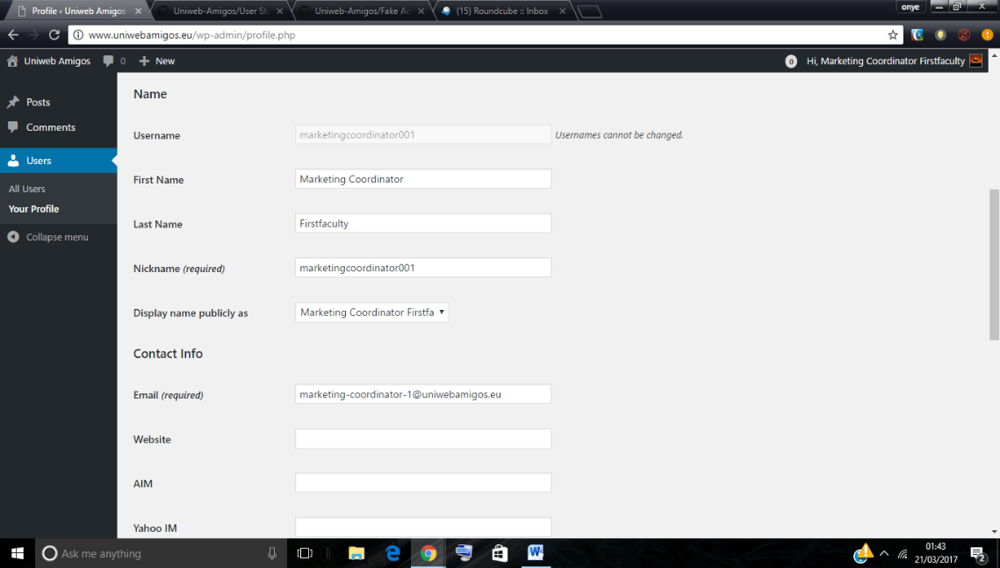 Profile ‹ Uniweb Amigos
Uniweb-Amigos/User St
Uniweb-Amigos/Fake Ac
(15) Roundcube :: Inbox
onye
www.uniwebamigos.eu/wp-admin/profile.php
Uniweb Amigos 0 New
0 Hi, Marketing Coordinator Firstfaculty
Posts
Comments
Users
All Users
Your Profile
Collapse menu
Name
Username marketingcoordinator001 Usernames cannot be changed.
First Name Marketing Coordinator
Last Name Firstfaculty
Nickname (required) marketingcoordinator001
Display name publicly as Marketing Coordinator Firstfa
Contact Info
Email (required) marketing-coordinator-1@uniwebamigos.eu
Website
AIM
Yahoo IM
Ask me anything
01:43
21/03/2017
2